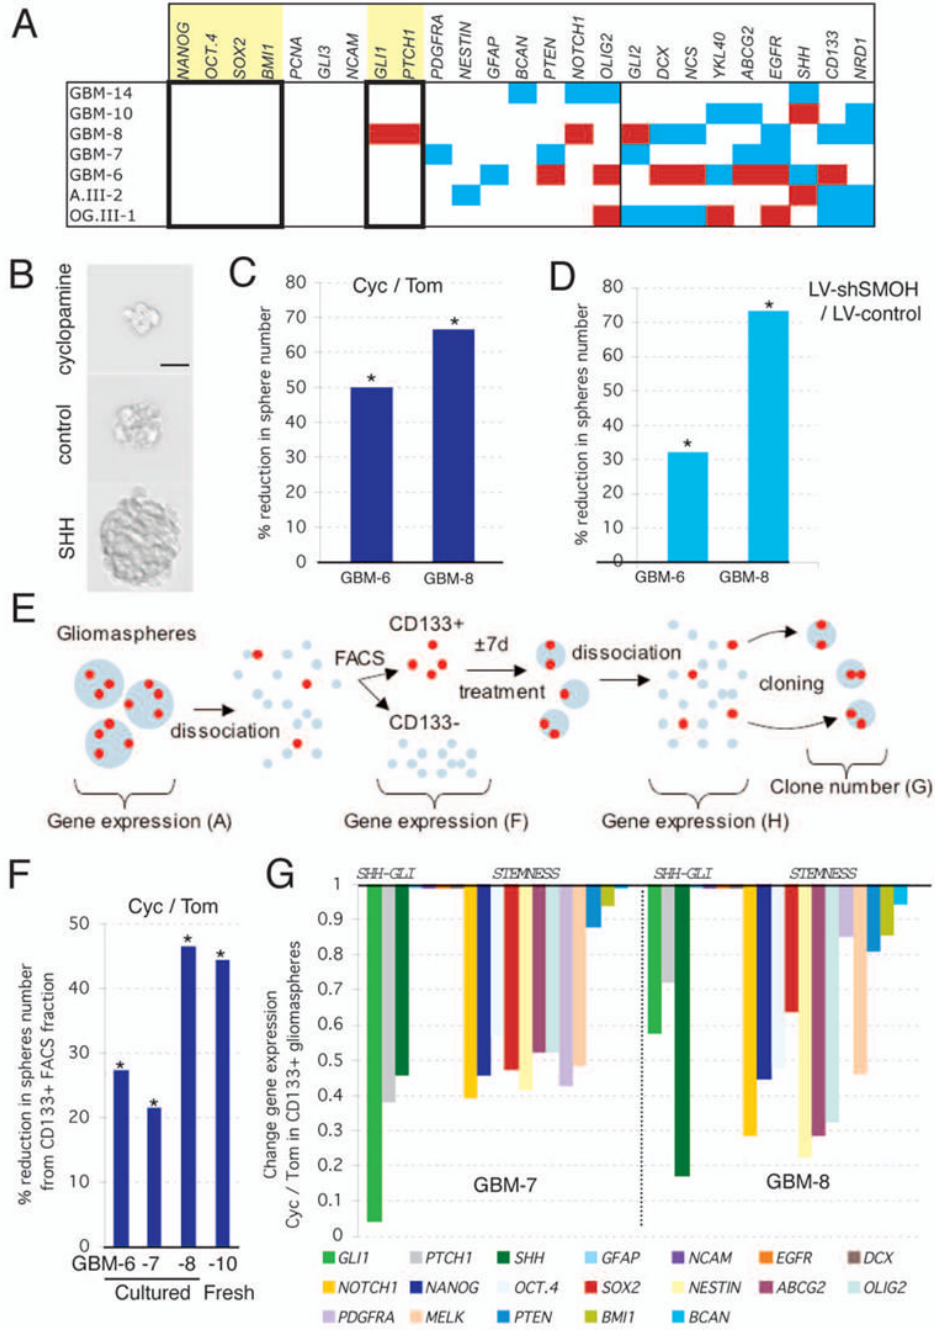 A
NANOG OCT.4 SOX2 BMI1 PCNA GLI3 NCAM GLI1 PTCH1 PDGFRA NESTIN GFAP BCAN PTEN NOTCH1 OLIG2 GLI2 DCX NCS YKL40 ABCG2 EGFR SHH CD133 NRD1
GBM-14
GBM-10
GBM-8
GBM-7
GBM-6
A.III-2
OG.III-1
B
cyclopamine
control
SHH
C
Cyc / Tom
% reduction in sphere number
80
70
60
50
40
30
20
10
0
GBM-6 GBM-8
D
LV-shSMOH
/ LV-control
% reduction in spheres number
80
70
60
50
40
30
20
10
0
GBM-6 GBM-8
E
Gliomaspheres
dissociation
FACS
CD133+
CD133-
±7d
treatment
dissociation
cloning
Gene expression (A)
Gene expression (F)
Gene expression (H)
Clone number (G)
F
Cyc / Tom
% reduction in spheres number
from CD133+ FACS fraction
50
40
30
20
10
0
* * * *
GBM-6 -7 -8 -10
Cultured Fresh
G
SHH-GLI STEMNESS SHH-GLI STEMNESS
Change gene expression
Cyc / Tom in CD133+ gliomaspheres
1
0.9
0.8
0.7
0.6
0.5
0.4
0.3
0.2
0.1
0
GBM-7 GBM-8
GLI1 PTCH1 SHH GFAP NCAM EGFR DCX
NOTCH1 NANOG OCT.4 SOX2 NESTIN ABCG2 OLIG2
PDGFRA MELK PTEN BMI1 BCAN